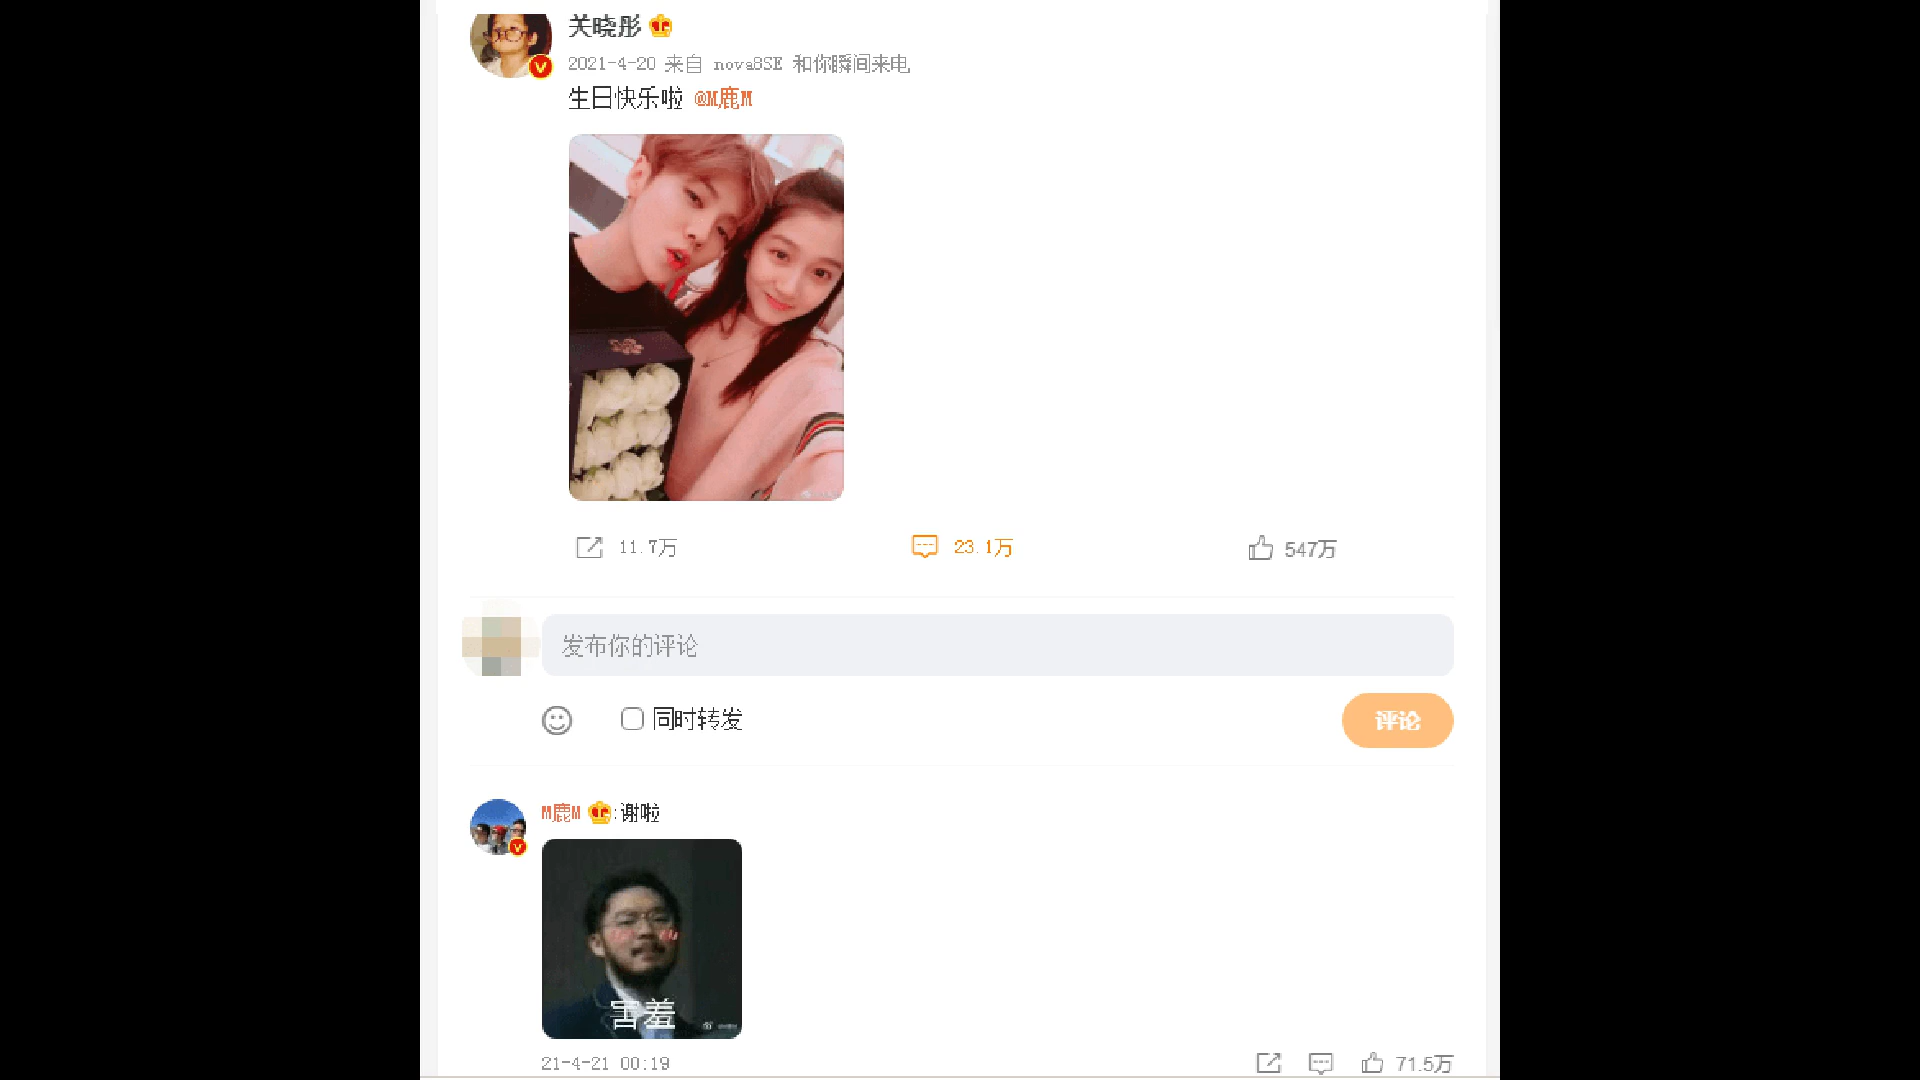 关晓彤
2021-4-20 来自 nova8SE 和你瞬间来电
生日快乐啦 @M鹿M
11.7万
23.1万
547万
发布你的评论
同时转发
评论
M鹿M :谢啦
害羞
21-4-21 00:19
71.5万